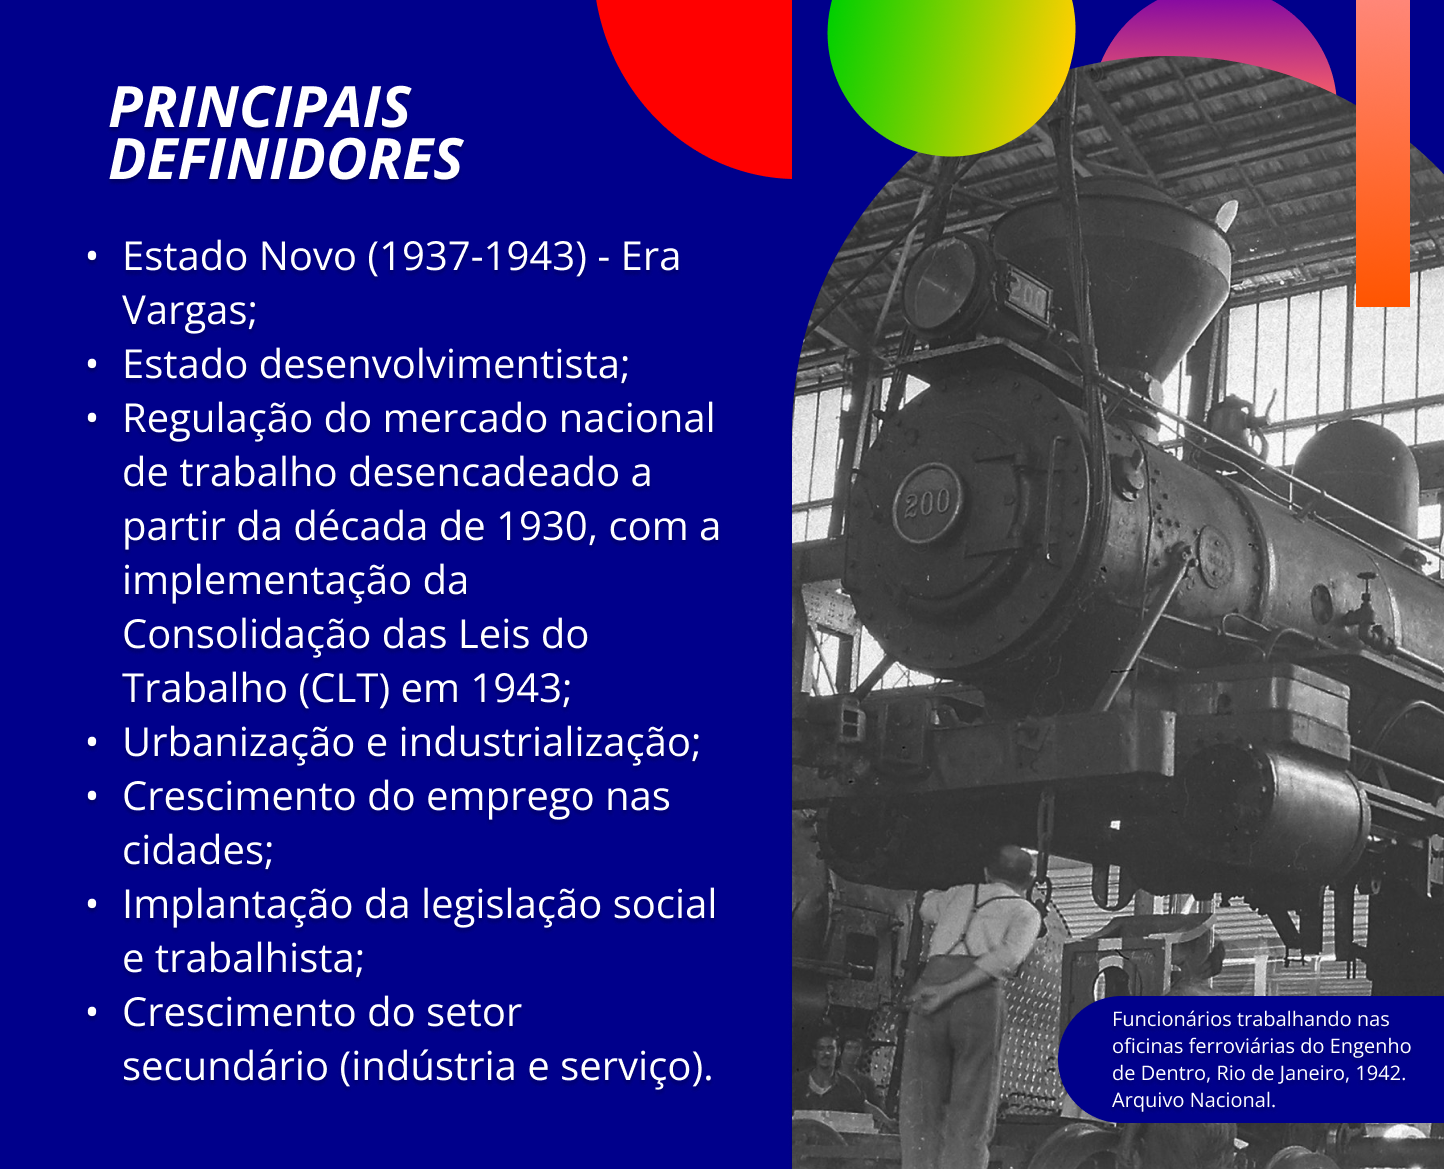 PRINCIPAIS
DEFINIDORES
• Estado Novo (1937-1943) - Era
Vargas;
• Estado desenvolvimentista;
• Regulação do mercado nacional
de trabalho desencadeado a
partir da década de 1930, com a
implementação da
Consolidação das Leis do
Trabalho (CLT) em 1943;
• Urbanização e industrialização;
• Crescimento do emprego nas
cidades;
• Implantação da legislação social
e trabalhista;
• Crescimento do setor
secundário (indústria e serviço).
200
200
Funcionários trabalhando nas
oficinas ferroviárias do Engenho
de Dentro, Rio de Janeiro, 1942.
Arquivo Nacional.